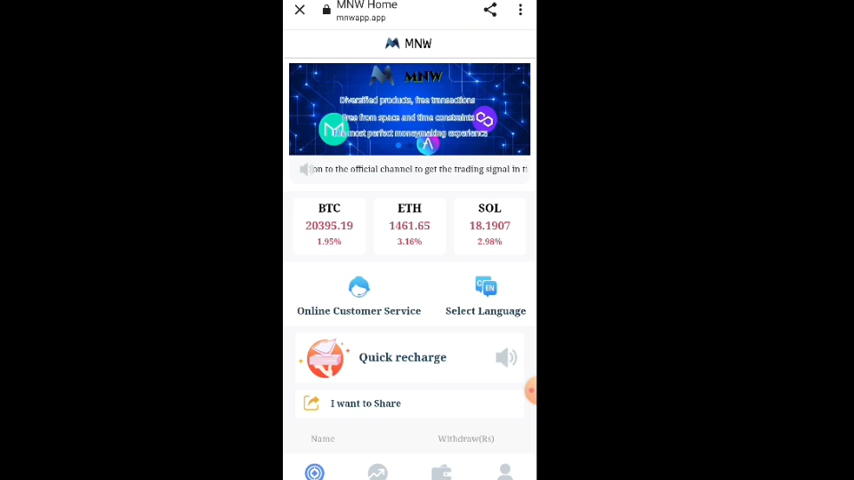 MNW Home
mnwapp.app
MNW
MNW
Diversified products, free transactions
Free from space and time constraints
most perfect moneymaking experience
on to the official channel to get the trading signal in
BTC
ETH
SOL
20395.19
1461.65
18.1907
1.95%
3.16%
2.98%
EN
Online Customer Service
Select Language
Quick recharge
I want to Share
Name
Withdraw(Rs)